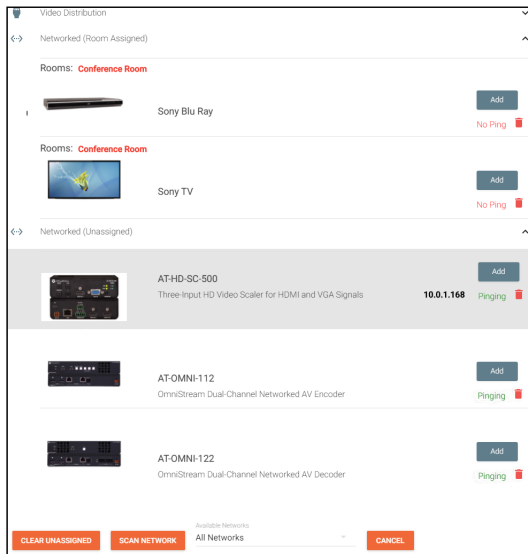 Video Distribution
Networked (Room Assigned)
Rooms: Conference Room
Sony Blu Ray
Add
No Ping
Rooms: Conference Room
Sony TV
Add
No Ping
Networked (Unassigned)
AT-HD-SC-500
Three-Input HD Video Scaler for HDMI and VGA Signals
10.0.1.168
Add
Pinging
AT-OMNI-112
OmniStream Dual-Channel Networked AV Encoder
Add
Pinging
AT-OMNI-122
OmniStream Dual-Channel Networked AV Decoder
Add
Pinging
CLEAR UNASSIGNED
SCAN NETWORK
Available Networks
All Networks
CANCEL